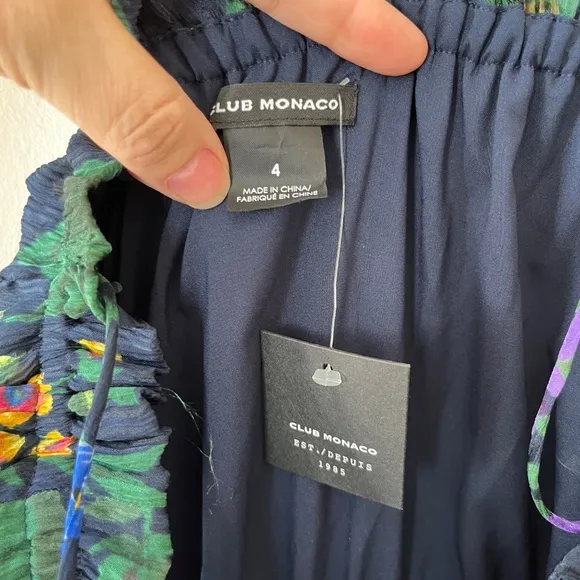 CLUB MONACO
4
MADE IN CHINA/
FABRIQUÉ EN CHINE
CLUB MONACO
EST./DEPUIS
1985